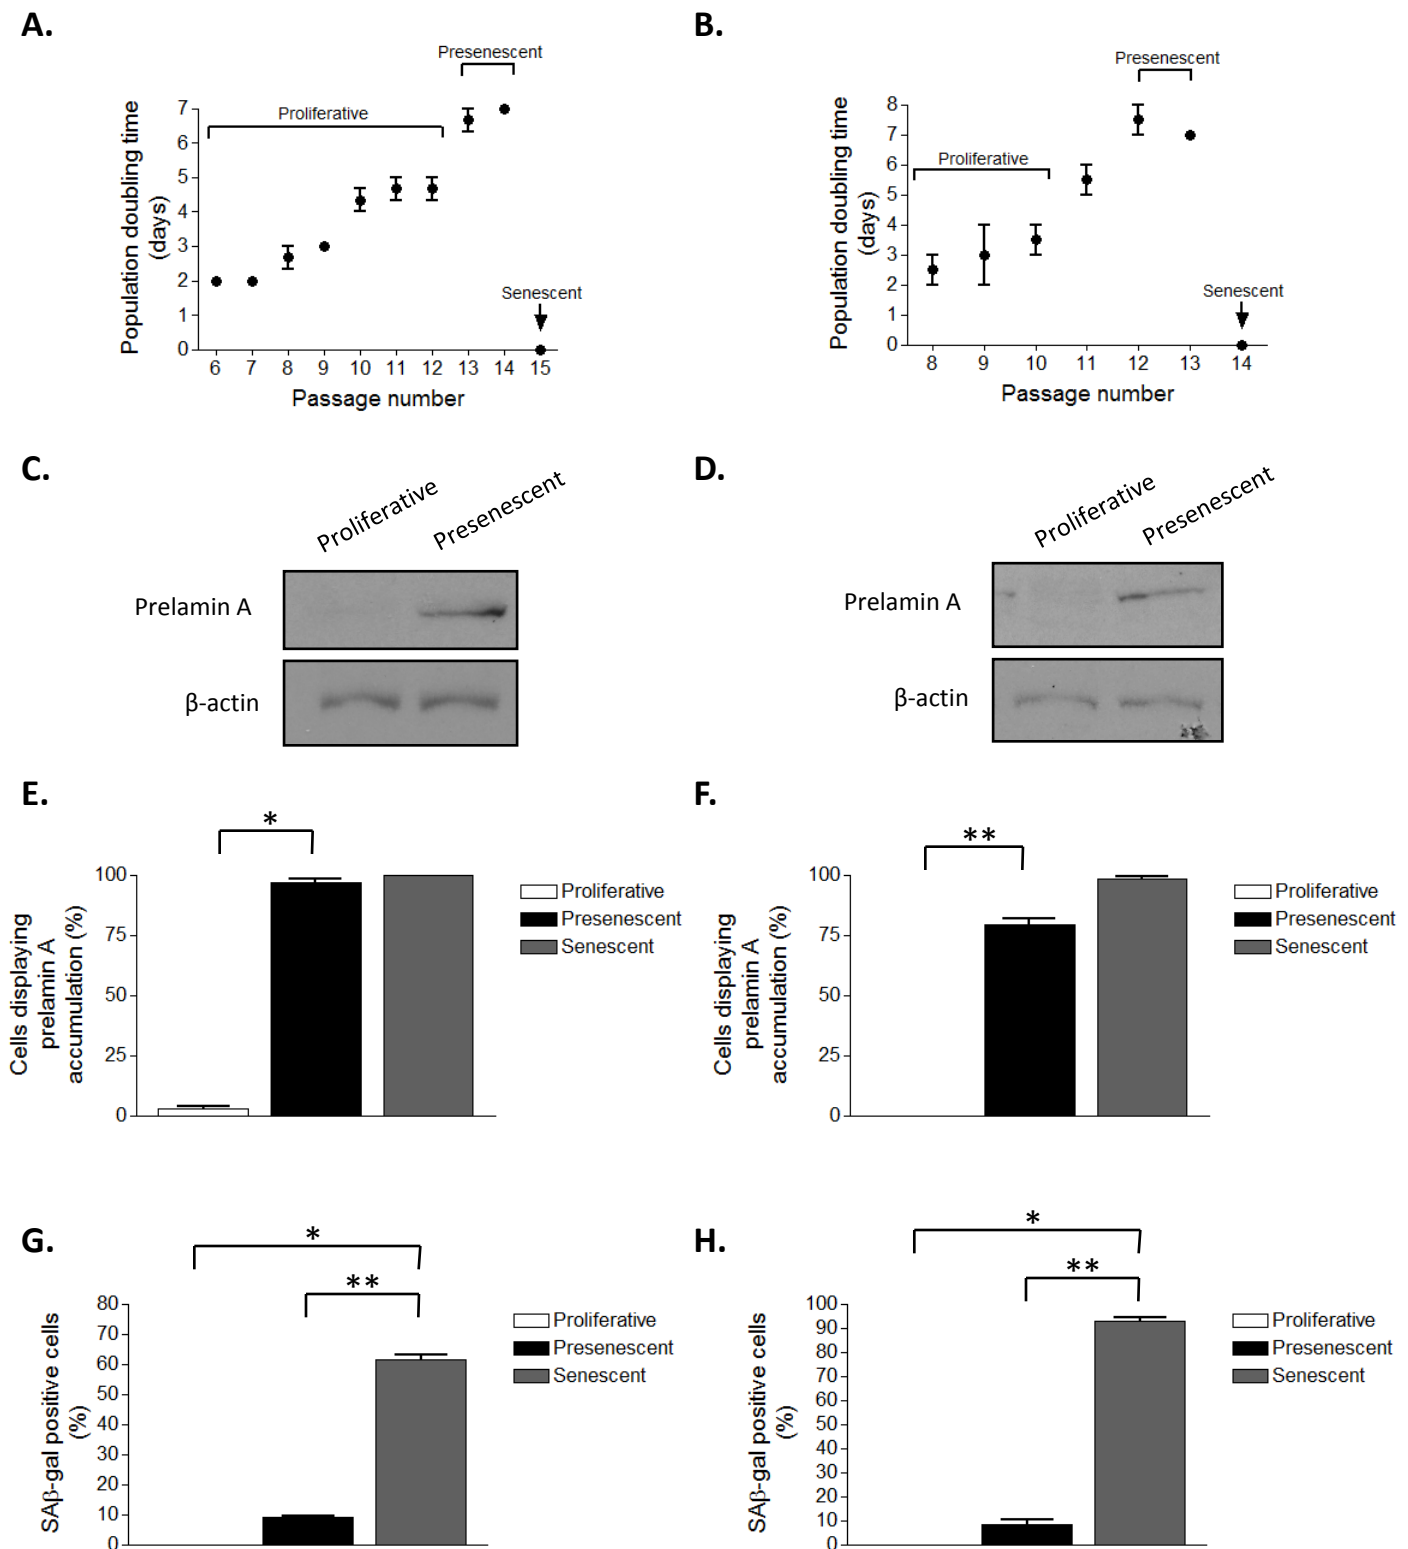 A.
Presenescent
Proliferative
Population doubling time
(days)
7
6
5
4
3
2
1
0
Senescent
6 7 8 9 10 11 12 13 14 15
Passage number
B.
Presenescent
Proliferative
Population doubling time
(days)
8
7
6
5
4
3
2
1
0
Senescent
8 9 10 11 12 13 14
Passage number
C.
Proliferative
Presenescent
Prelamin A
β-actin
D.
Proliferative
Presenescent
Prelamin A
β-actin
E.
*
Cells displaying
prelamin A
accumulation (%)
100
75
50
25
0
Proliferative
Presenescent
Senescent
F.
**
Cells displaying
prelamin A
accumulation (%)
100
75
50
25
0
Proliferative
Presenescent
Senescent
G.
*
**
SAβ-gal positive cells
(%)
80
70
60
50
40
30
20
10
0
Proliferative
Presenescent
Senescent
H.
*
**
SAβ-gal positive cells
(%)
100
90
80
70
60
50
40
30
20
10
0
Proliferative
Presenescent
Senescent